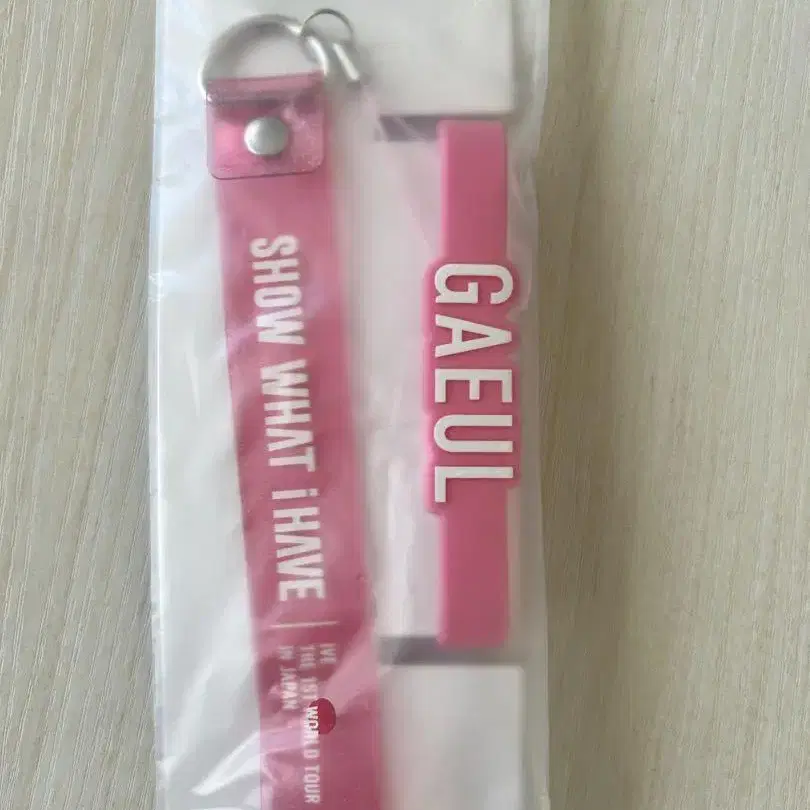 SHOW WHAT i HAVE
IVE
THE 1ST WORLD TOUR
IN JAPAN
GAEUL